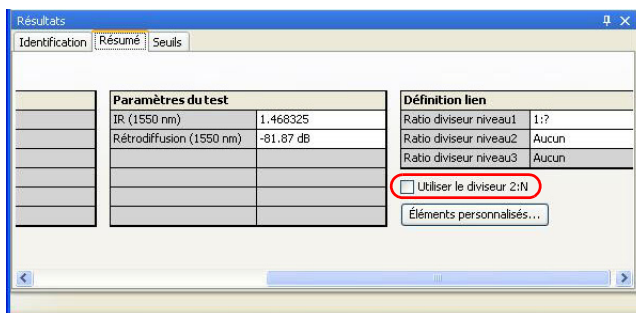 Résultats
Identification Résumé Seuils
Paramètres du test
IR (1550 nm) 1.468325
Rétrodiffusion (1550 nm) -81.87 dB
Définition lien
Ratio diviseur niveau1 1:?
Ratio diviseur niveau2 Aucun
Ratio diviseur niveau3 Aucun
Utiliser le diviseur 2:N
Éléments personnalisés...